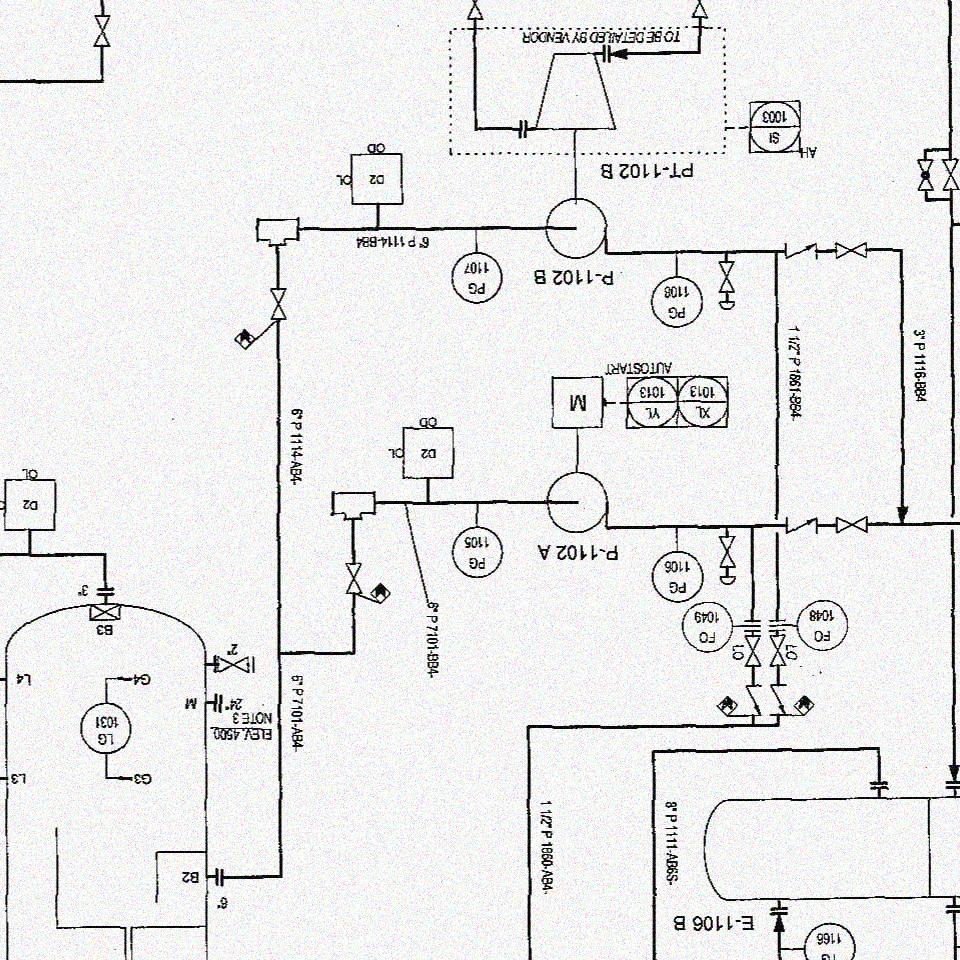 TO BE DETAILED BY VENDOR
SI
1003
AH
PT-1102 B
OD
OL
D2
6" P 1114-BB4
PG
1107
P-1102 B
PG
1108
1 1/2" P 1861-BB4-
3" P 1116-BB4
AUTOSTART
M
YL
1013
XL
1013
6" P 1114-AB4-
OD
OL
D2
PG
1105
P-1102 A
PG
1106
OL
D2
3"
B3
6" P 7101-BB4-
FO
1049
FO
1048
LO
LO
2"
M
24"
NOTE 3
ELEV. 4500
6" P 7101-AB4-
L4
G4
LG
1031
L3
G3
B2
6"
1 1/2" P 1860-AB4-
8" P 1111-AB6S-
E-1106 B
1166